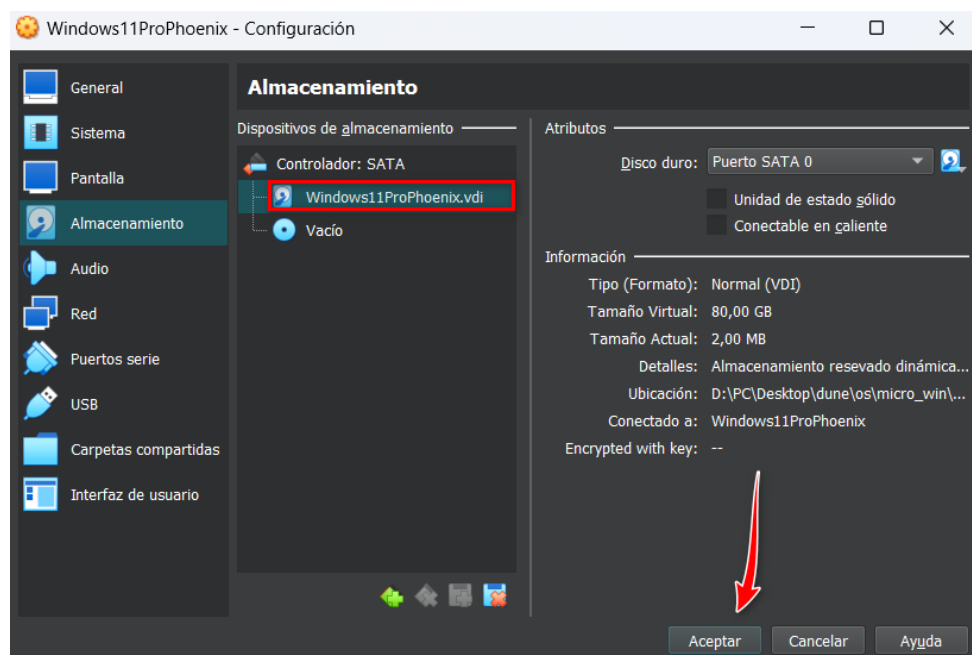 Windows11ProPhoenix - Configuración
General
Sistema
Pantalla
Almacenamiento
Audio
Red
Puertos serie
USB
Carpetas compartidas
Interfaz de usuario
Almacenamiento
Dispositivos de almacenamiento
Controlador: SATA
Windows11ProPhoenix.vdi
Vacío
Atributos
Disco duro: Puerto SATA 0
Unidad de estado sólido
Conectable en caliente
Información
Tipo (Formato): Normal (VDI)
Tamaño Virtual: 80,00 GB
Tamaño Actual: 2,00 MB
Detalles: Almacenamiento resevado dinámica...
Ubicación: D:\PC\Desktop\dune\os\micro_win\...
Conectado a: Windows11ProPhoenix
Encrypted with key: --
Aceptar Cancelar Ayuda